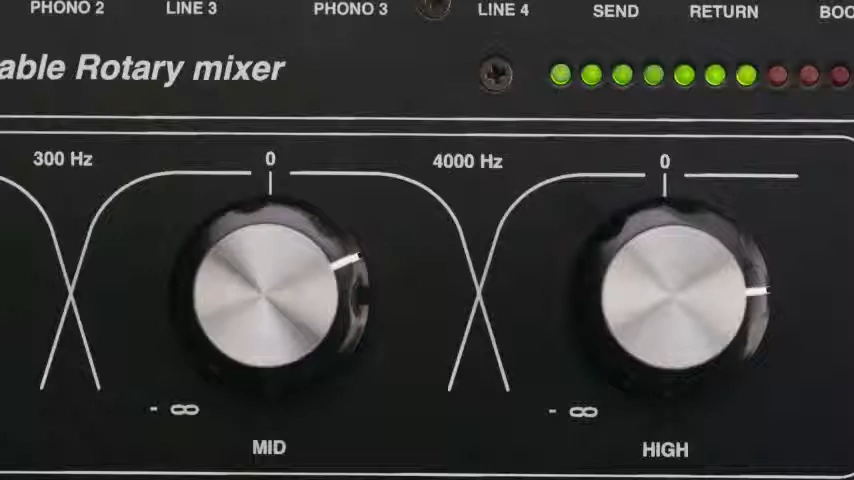 PHONO 2 LINE 3 PHONO 3 LINE 4 SEND RETURN BOO
able Rotary mixer
300 Hz 0 4000 Hz 0
- ∞ - ∞
MID HIGH